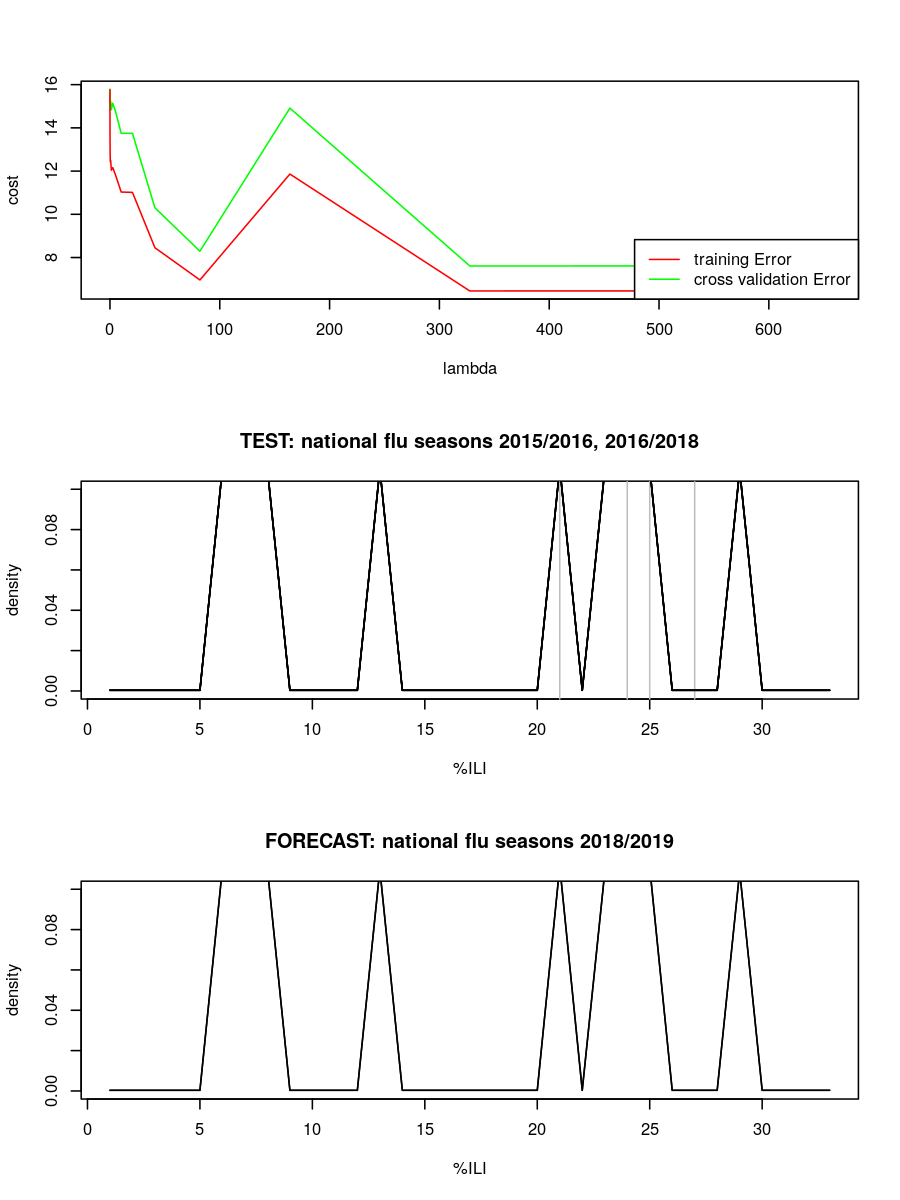 16
14
12
10
8
cost
training Error
cross validation Error
0 100 200 300 400 500 600
lambda
TEST: national flu seasons 2015/2016, 2016/2018
0.08
0.04
0.00
density
0 5 10 15 20 25 30
%ILI
FORECAST: national flu seasons 2018/2019
0.08
0.04
0.00
density
0 5 10 15 20 25 30
%ILI